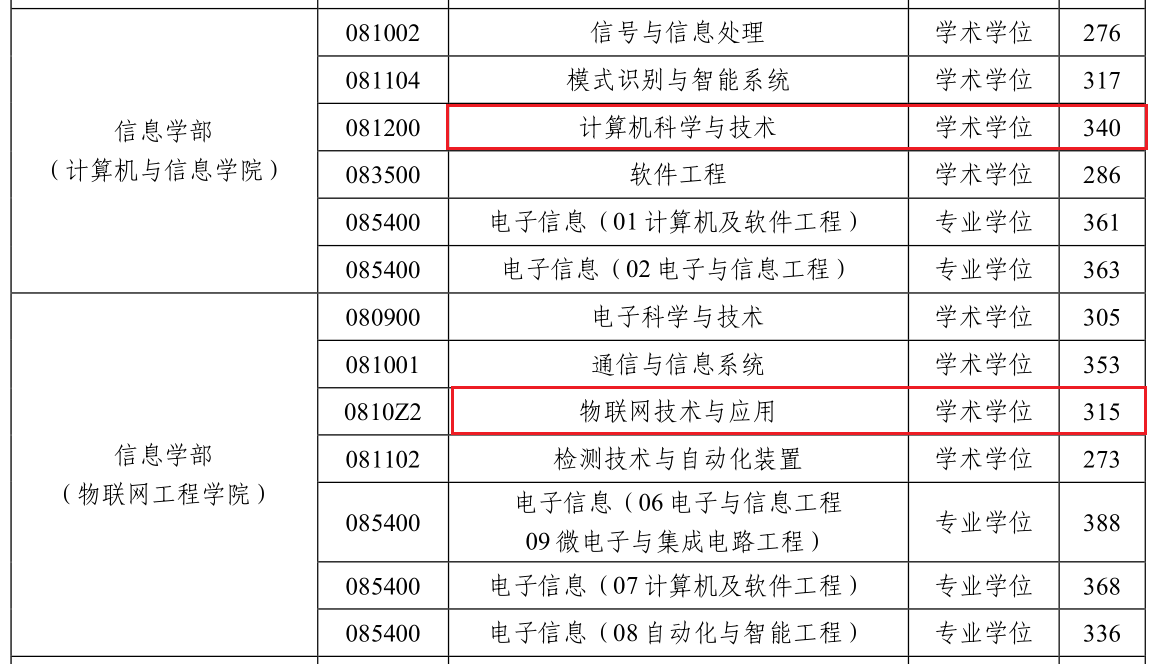 081002 信号与信息处理 学术学位 276
081104 模式识别与智能系统 学术学位 317
信息学部
（计算机与信息学院）
081200 计算机科学与技术 学术学位 340
083500 软件工程 学术学位 286
085400 电子信息（01 计算机及软件工程） 专业学位 361
085400 电子信息（02 电子与信息工程） 专业学位 363
080900 电子科学与技术 学术学位 305
081001 通信与信息系统 学术学位 353
0810Z2 物联网技术与应用 学术学位 315
信息学部
（物联网工程学院）
081102 检测技术与自动化装置 学术学位 273
085400 电子信息（06 电子与信息工程
09 微电子与集成电路工程） 专业学位 388
085400 电子信息（07 计算机及软件工程） 专业学位 368
085400 电子信息（08 自动化与智能工程） 专业学位 336